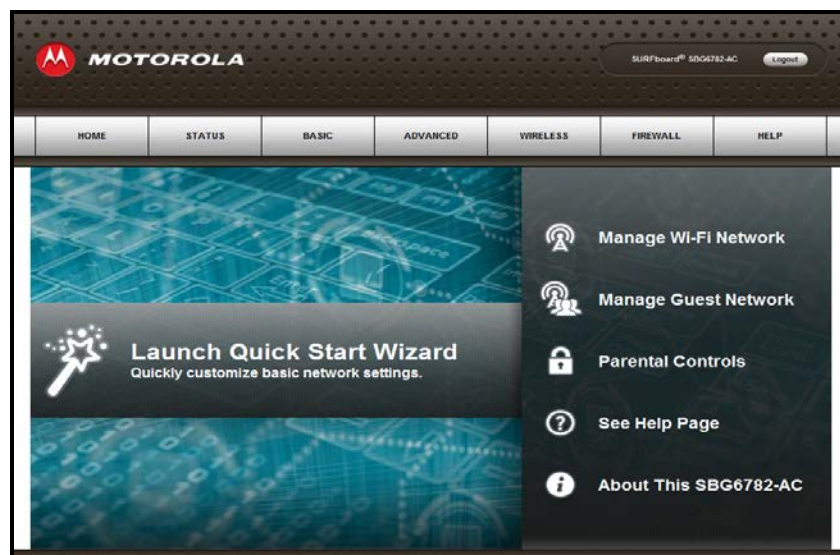 MOTOROLA
SURFboard® SBG6782-AC Logout
HOME STATUS BASIC ADVANCED WIRELESS FIREWALL HELP
backspace
Manage Wi-Fi Network
Manage Guest Network
Launch Quick Start Wizard
Quickly customize basic network settings.
Parental Controls
See Help Page
About This SBG6782-AC